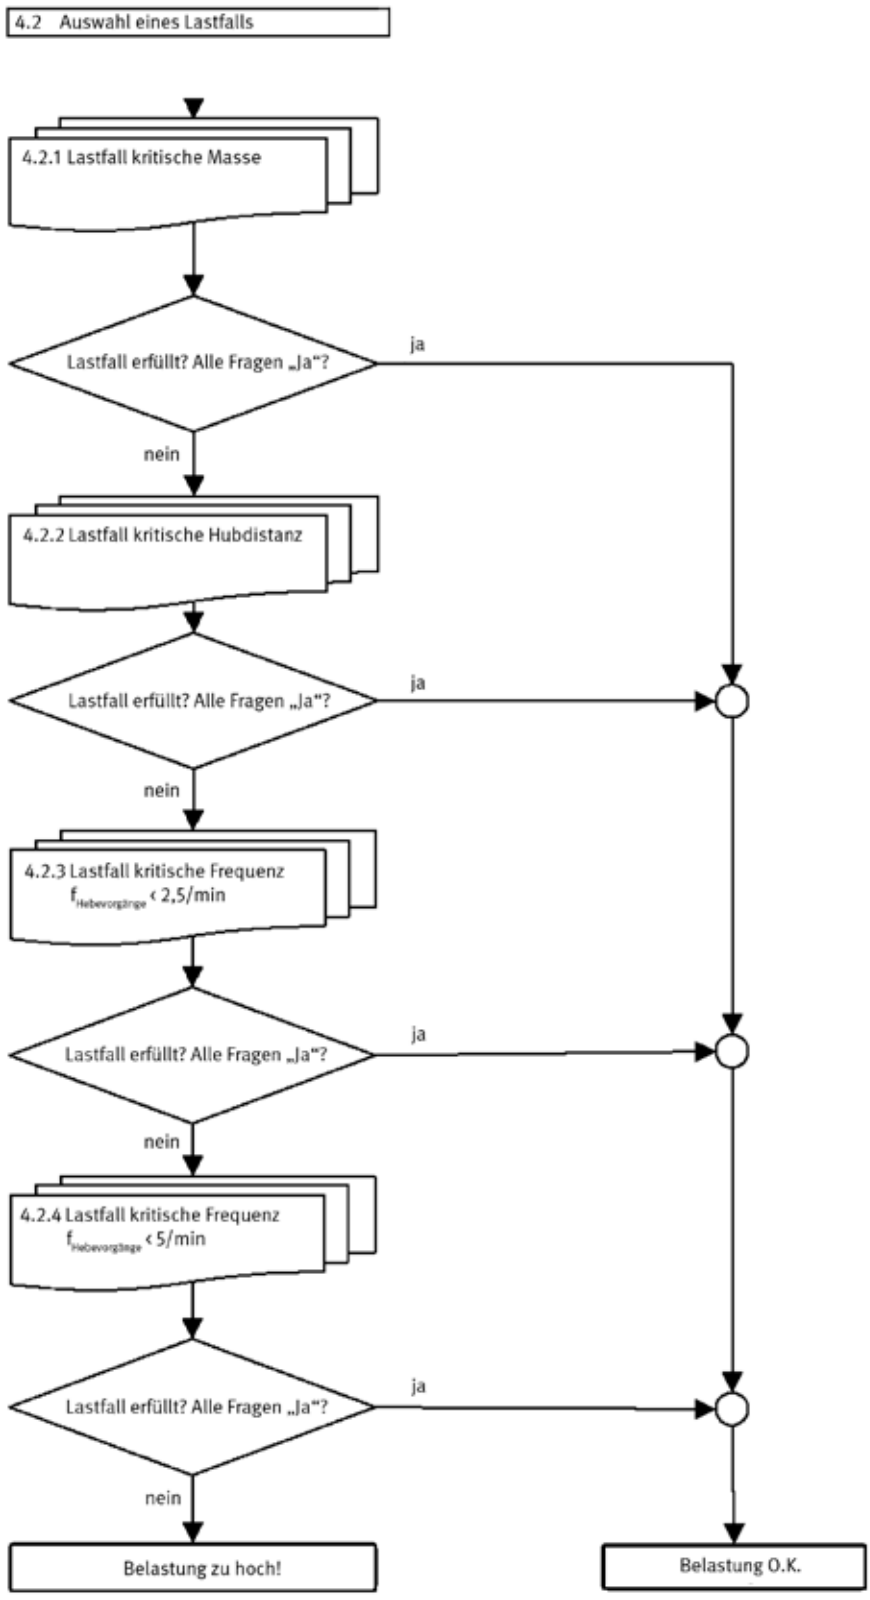 4.2 Auswahl eines Lastfalls
4.2.1 Lastfall kritische Masse
Lastfall erfüllt? Alle Fragen „Ja“?
ja
nein
4.2.2 Lastfall kritische Hubdistanz
Lastfall erfüllt? Alle Fragen „Ja“?
ja
nein
4.2.3 Lastfall kritische Frequenz
fHebevorgänge < 2,5/min
Lastfall erfüllt? Alle Fragen „Ja“?
ja
nein
4.2.4 Lastfall kritische Frequenz
fHebevorgänge < 5/min
Lastfall erfüllt? Alle Fragen „Ja“?
ja
nein
Belastung zu hoch!
Belastung O.K.